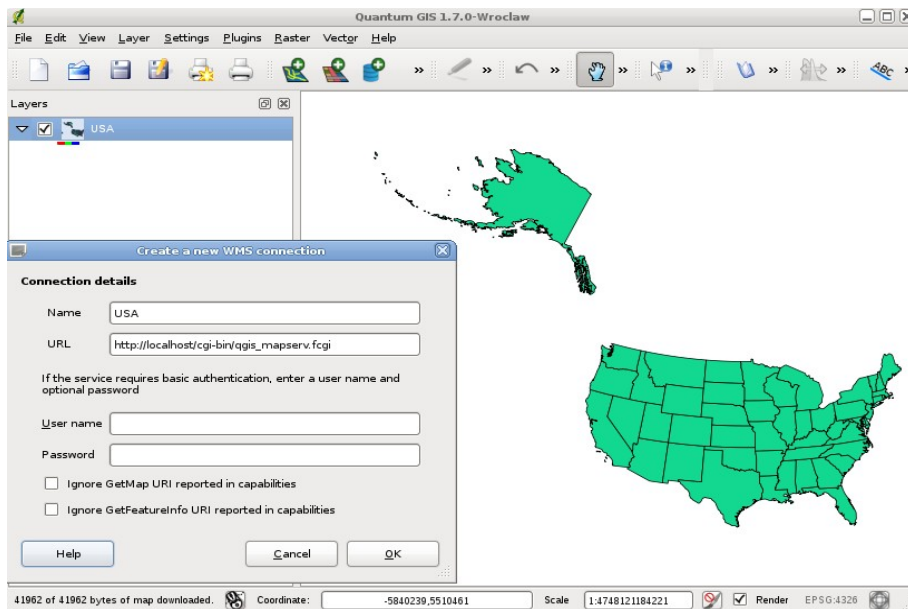 Quantum GIS 1.7.0-Wroclaw
File Edit View Layer Settings Plugins Raster Vector Help
» » » » » » ABC
Layers
USA
Create a new WMS connection
Connection details
Name USA
URL http://localhost/cgi-bin/qgis_mapserv.fcgi
If the service requires basic authentication, enter a user name and
optional password
User name
Password
Ignore GetMap URI reported in capabilities
Ignore GetFeatureInfo URI reported in capabilities
Help Cancel OK
41962 of 41962 bytes of map downloaded. Coordinate: -5840239,5510461 Scale 1:4748121184221 Render EPSG:4326